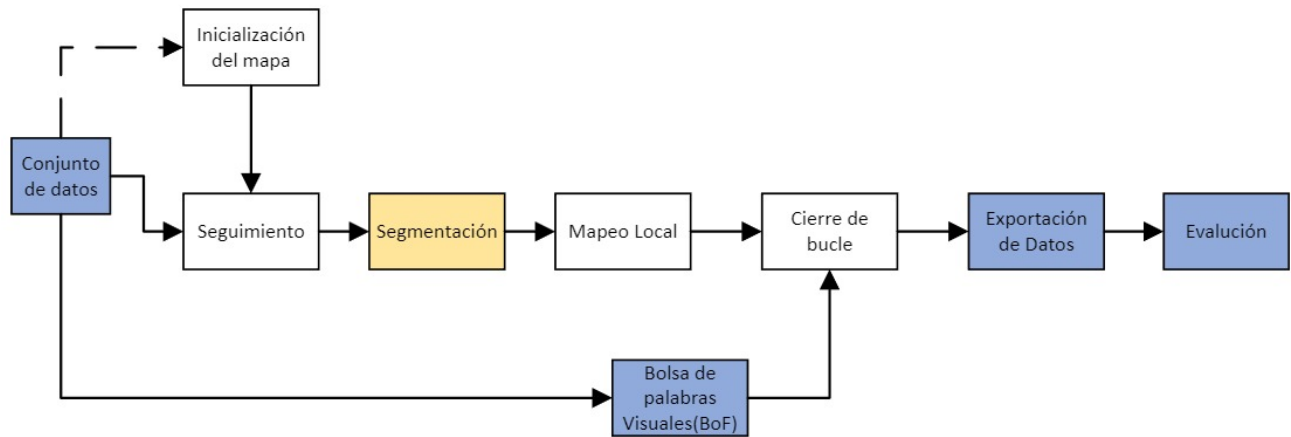 Inicialización
del mapa
Conjunto
de datos
Seguimiento
Segmentación
Mapeo Local
Cierre de
bucle
Exportación
de Datos
Evalución
Bolsa de
palabras
Visuales(BoF)